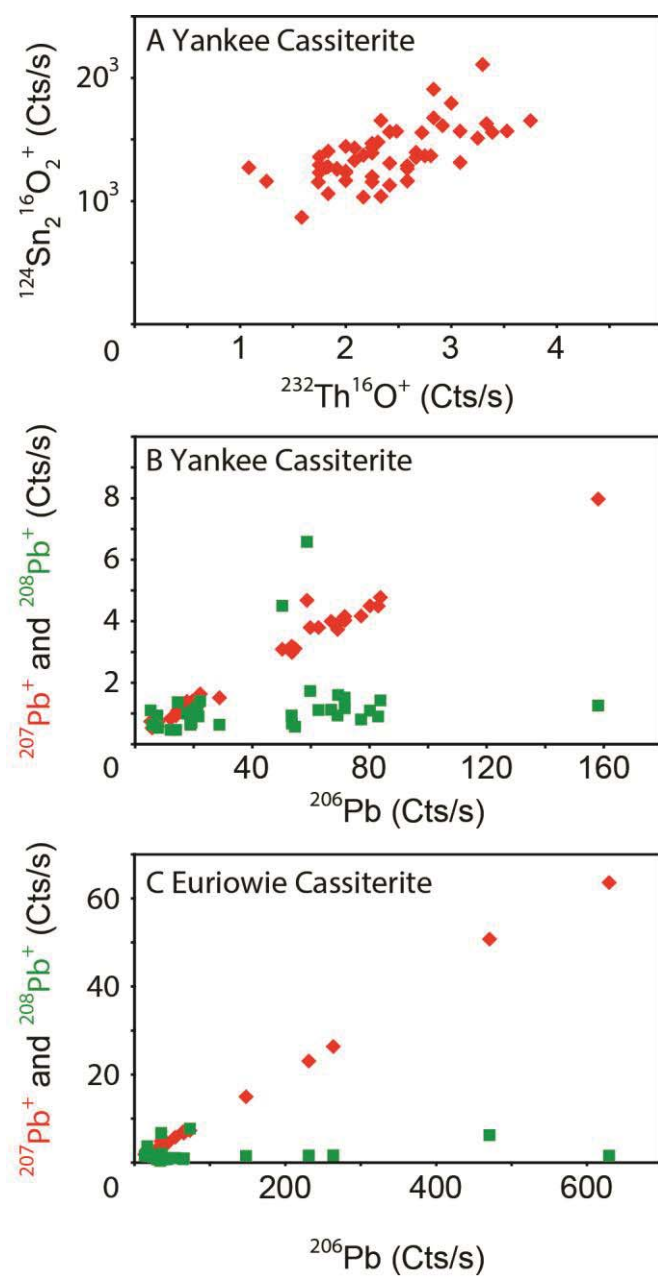 A Yankee Cassiterite
²⁰³
¹⁰³
0
1
2
3
4
¹²⁴Sn₂¹⁶O₂⁺ (Cts/s)
²³²Th¹⁶O⁺ (Cts/s)
B Yankee Cassiterite
8
6
4
2
0
40
80
120
160
²⁰⁷Pb⁺ and ²⁰⁸Pb⁺ (Cts/s)
²⁰⁶Pb (Cts/s)
C Euriowie Cassiterite
60
40
20
0
200
400
600
²⁰⁷Pb⁺ and ²⁰⁸Pb⁺ (Cts/s)
²⁰⁶Pb (Cts/s)